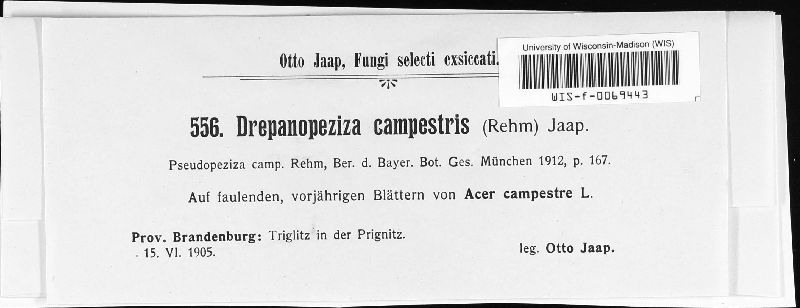 University of Wisconsin-Madison (WIS)
WIS-f-0069443
Otto Jaap, Fungi selecti exsiccati.
556. Drepanopeziza campestris (Rehm) Jaap.
Pseudopeziza camp. Rehm, Ber. d. Bayer. Bot. Ges. München 1912, p. 167.
Auf faulenden, vorjährigen Blättern von Acer campestre L.
Prov. Brandenburg: Triglitz in der Prignitz.
15. VI. 1905.
leg. Otto Jaap.